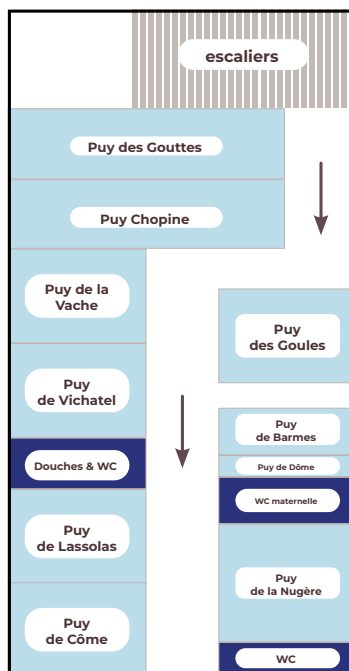 escaliers
Puy des Gouttes
Puy Chopine
Puy de la
Vache
Puy
de Vichatel
Douches & WC
Puy
de Lassolas
Puy
de Côme
Puy
des Goules
Puy
de Barmes
Puy de Dôme
WC maternelle
Puy
de la Nugère
WC